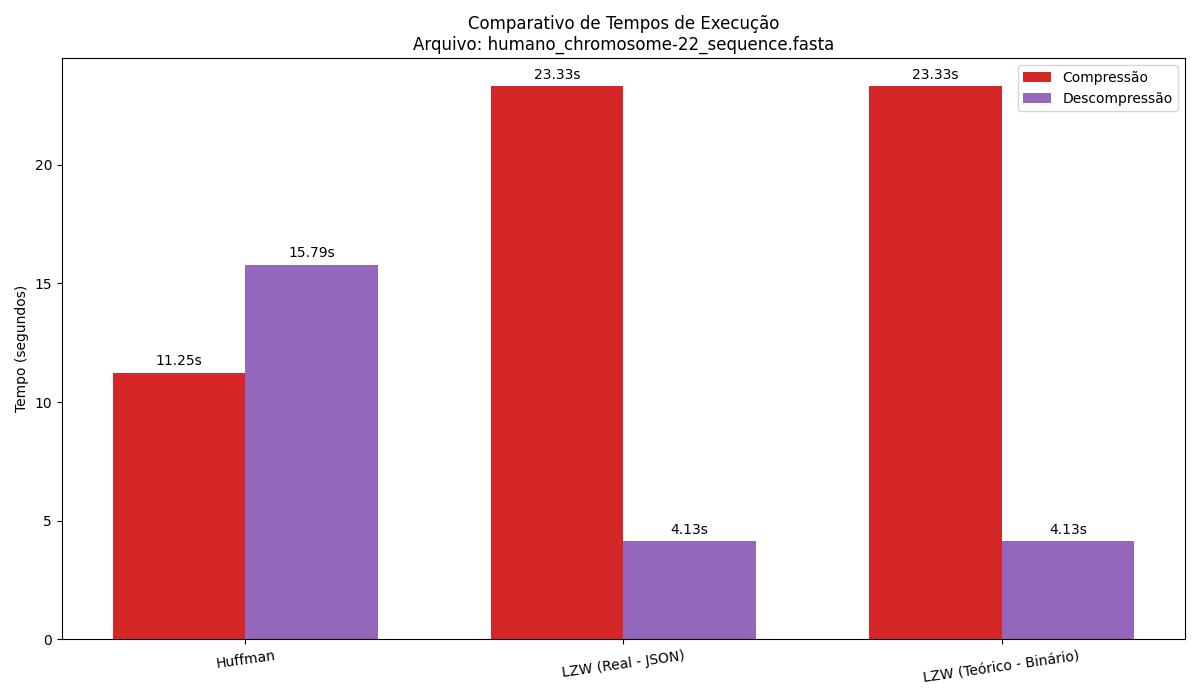 Comparativo de Tempos de Execução
Arquivo: humano_chromosome-22_sequence.fasta
Compressão
Descompressão
Tempo (segundos)
20
15
10
5
0
11.25s
15.79s
23.33s
4.13s
23.33s
4.13s
Huffman
LZW (Real - JSON)
LZW (Teórico - Binário)